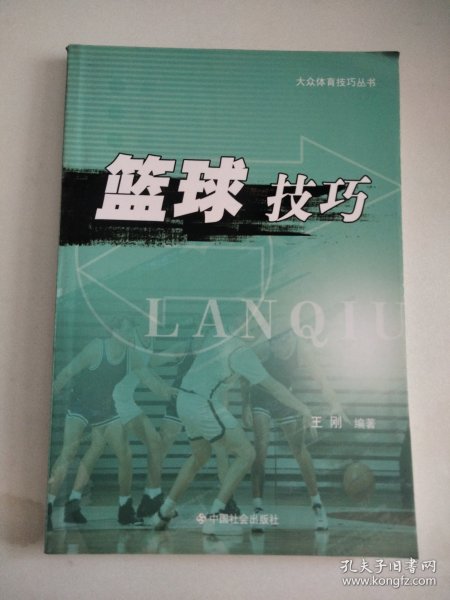 大众体育技巧丛书
篮球 技巧
LANQIU
王刚 编著
中国社会出版社
孔夫子旧书网
www.kongfz.com